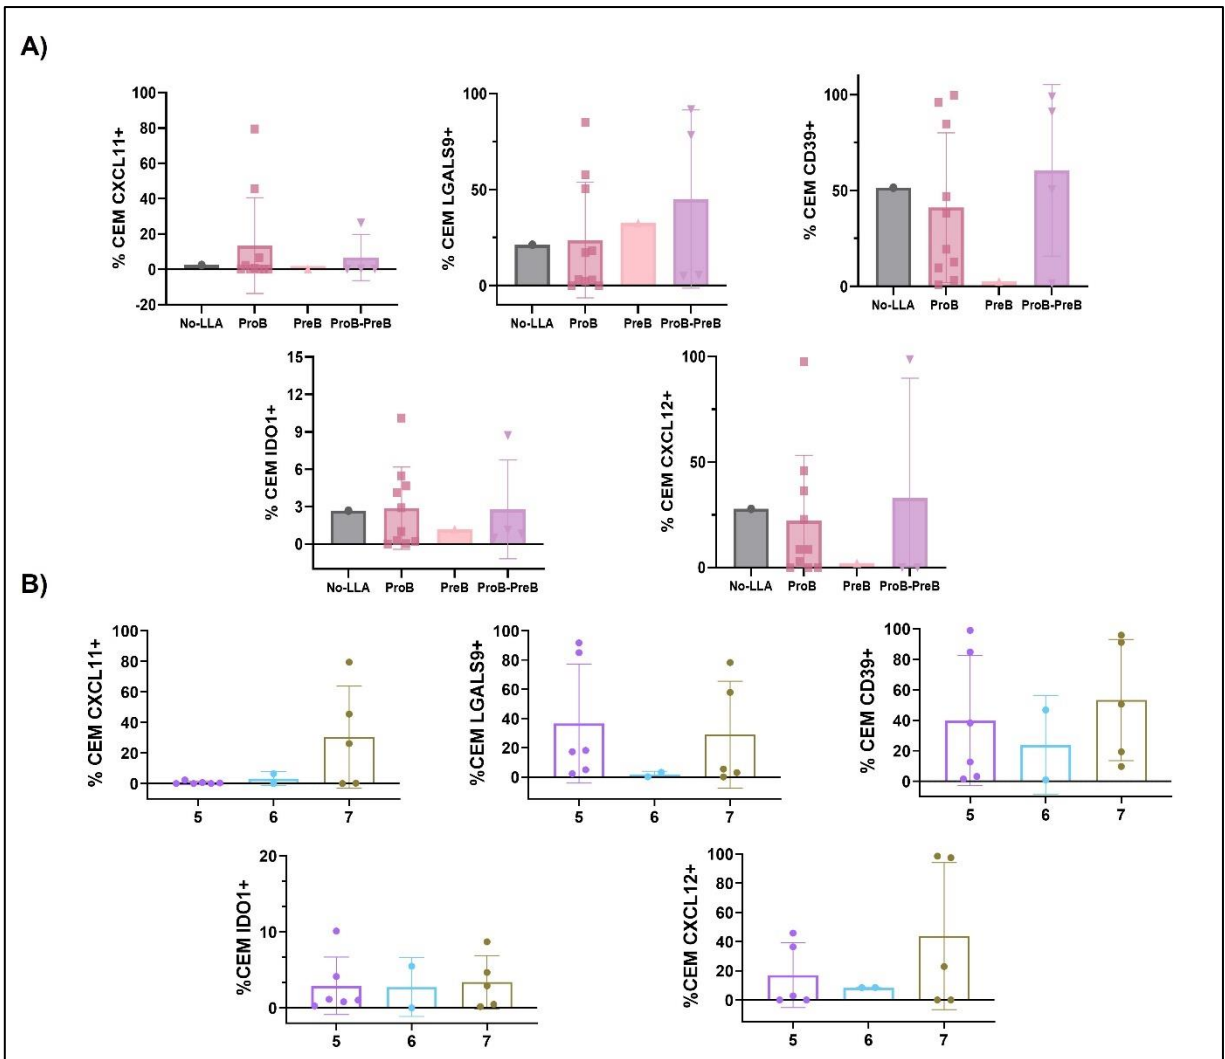 A)
% CEM CXCL11+
100
80
60
40
20
0
-20
No-LLA ProB PreB ProB-PreB
% CEM LGALS9+
100
50
0
No-LLA ProB PreB ProB-PreB
% CEM CD39+
100
50
0
No-LLA ProB PreB ProB-PreB
% CEM IDO1+
15
12
9
6
3
0
No-LLA ProB PreB ProB-PreB
% CEM CXCL12+
100
50
0
No-LLA ProB PreB ProB-PreB
B)
% CEM CXCL11+
100
80
60
40
20
0
5 6 7
%CEM LGALS9+
100
80
60
40
20
0
5 6 7
% CEM CD39+
100
80
60
40
20
0
5 6 7
%CEM IDO1+
20
10
0
5 6 7
%CEM CXCL12+
100
80
60
40
20
0
5 6 7